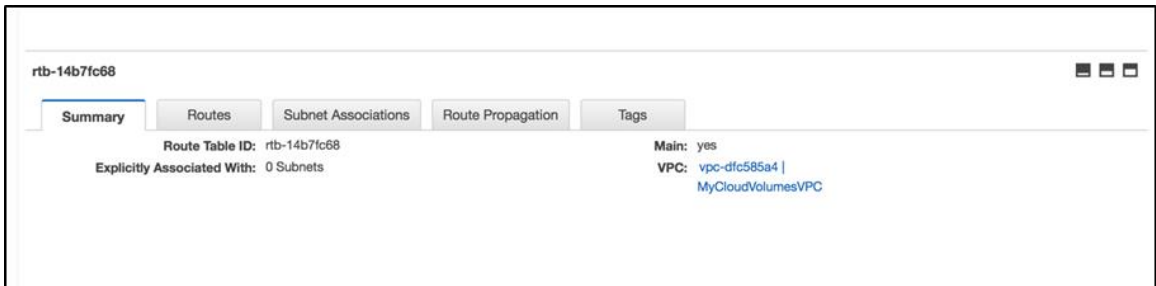 rtb-14b7fc68
Summary Routes Subnet Associations Route Propagation Tags
Route Table ID: rtb-14b7fc68 Main: yes
Explicitly Associated With: 0 Subnets VPC: vpc-dfc585a4 |
MyCloudVolumesVPC